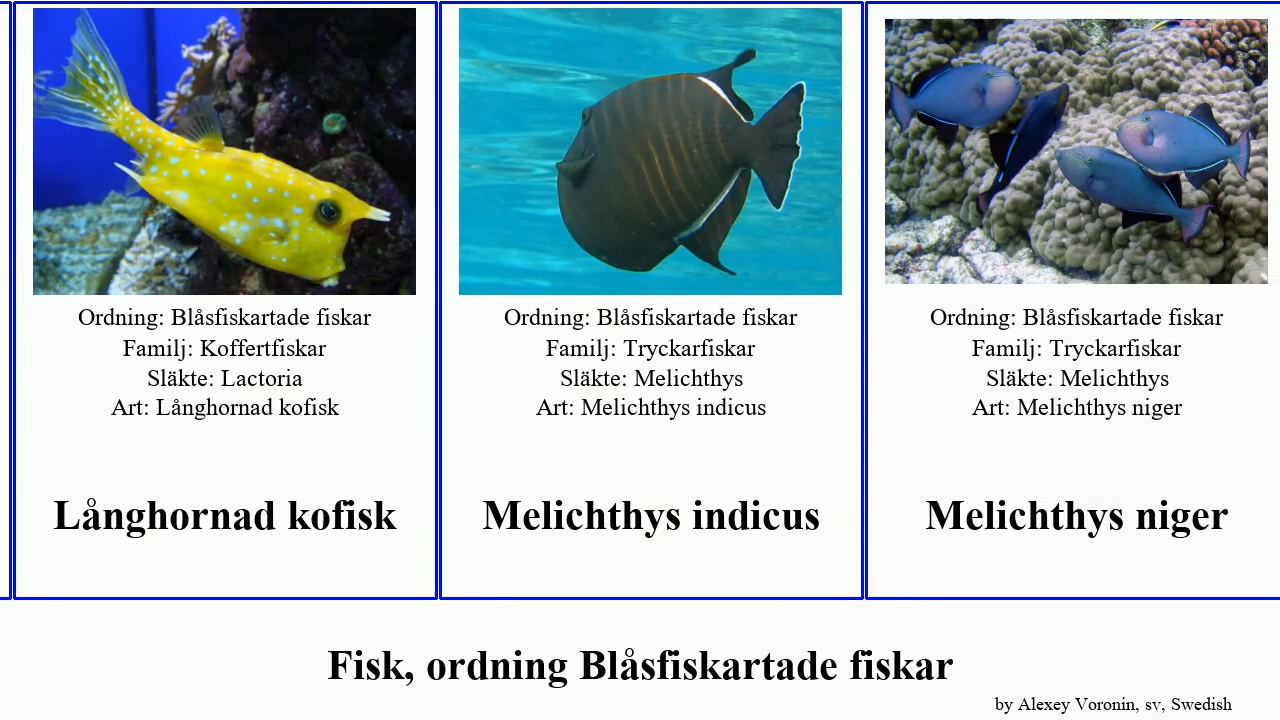 Ordning: Blåsfiskartade fiskar
Familj: Koffertfiskar
Släkte: Lactoria
Art: Långhornad kofisk
Långhornad kofisk
Ordning: Blåsfiskartade fiskar
Familj: Tryckarfiskar
Släkte: Melichthys
Art: Melichthys indicus
Melichthys indicus
Ordning: Blåsfiskartade fiskar
Familj: Tryckarfiskar
Släkte: Melichthys
Art: Melichthys niger
Melichthys niger
Fisk, ordning Blåsfiskartade fiskar
by Alexey Voronin, sv, Swedish